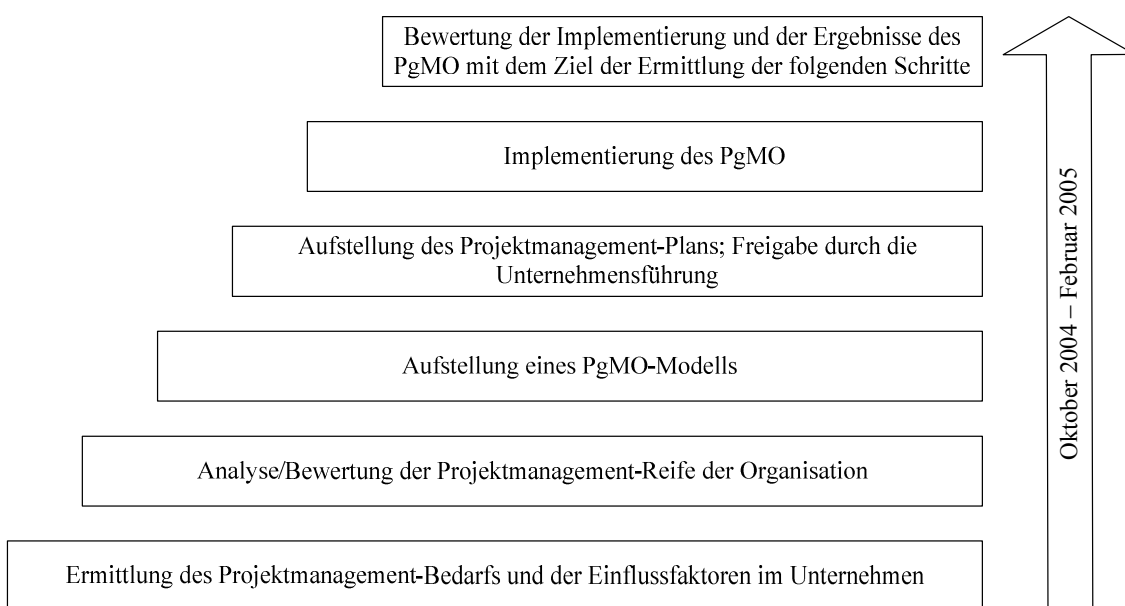 Bewertung der Implementierung und der Ergebnisse des
PgMO mit dem Ziel der Ermittlung der folgenden Schritte
Implementierung des PgMO
Aufstellung des Projektmanagement-Plans; Freigabe durch die
Unternehmensführung
Aufstellung eines PgMO-Modells
Analyse/Bewertung der Projektmanagement-Reife der Organisation
Ermittlung des Projektmanagement-Bedarfs und der Einflussfaktoren im Unternehmen
Oktober 2004 – Februar 2005